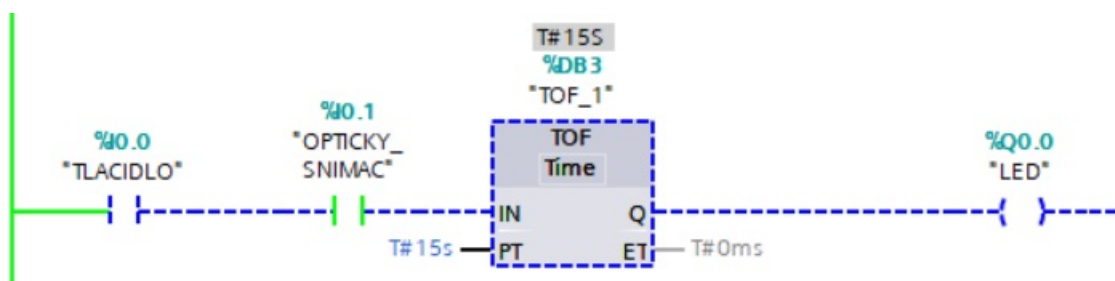 T#15S
%DB3
"TOF_1"
%I0.1
"OPTICKY_
SNIMAC"
%I0.0
"TLACIDLO"
TOF
Time
%Q0.0
"LED"
IN
Q
T#15s
PT
ET
T#0ms